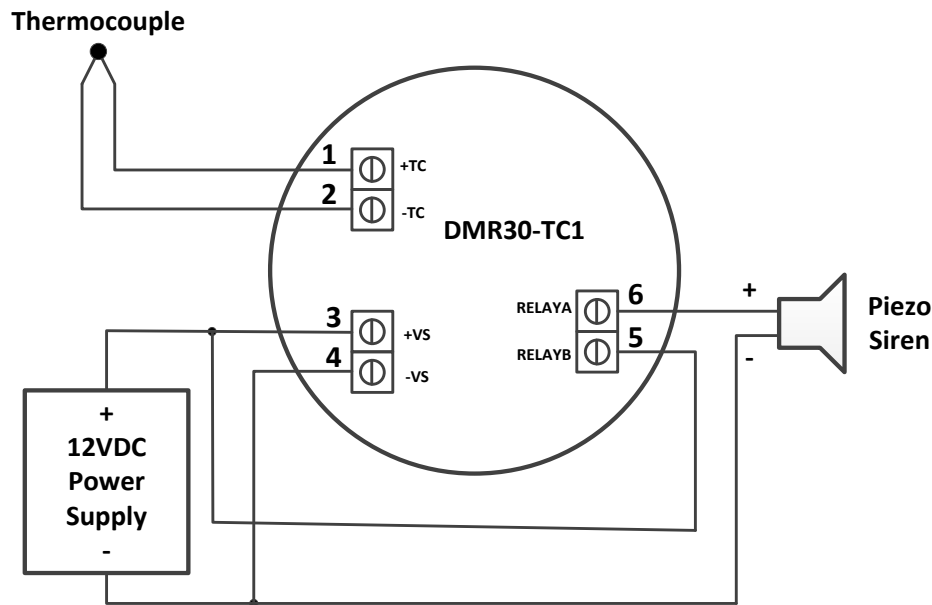 Thermocouple
1
+TC
2
-TC
DMR30-TC1
3
+VS
4
-VS
RELAYA
6
RELAYB
5
+
-
Piezo
Siren
+
12VDC
Power
Supply
-